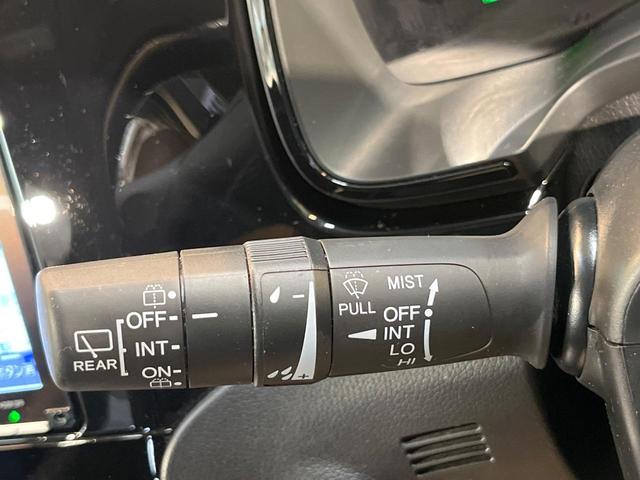 MIST
PULL
OFF
INT
LO
HI
REAR
OFF
INT
ON
− +